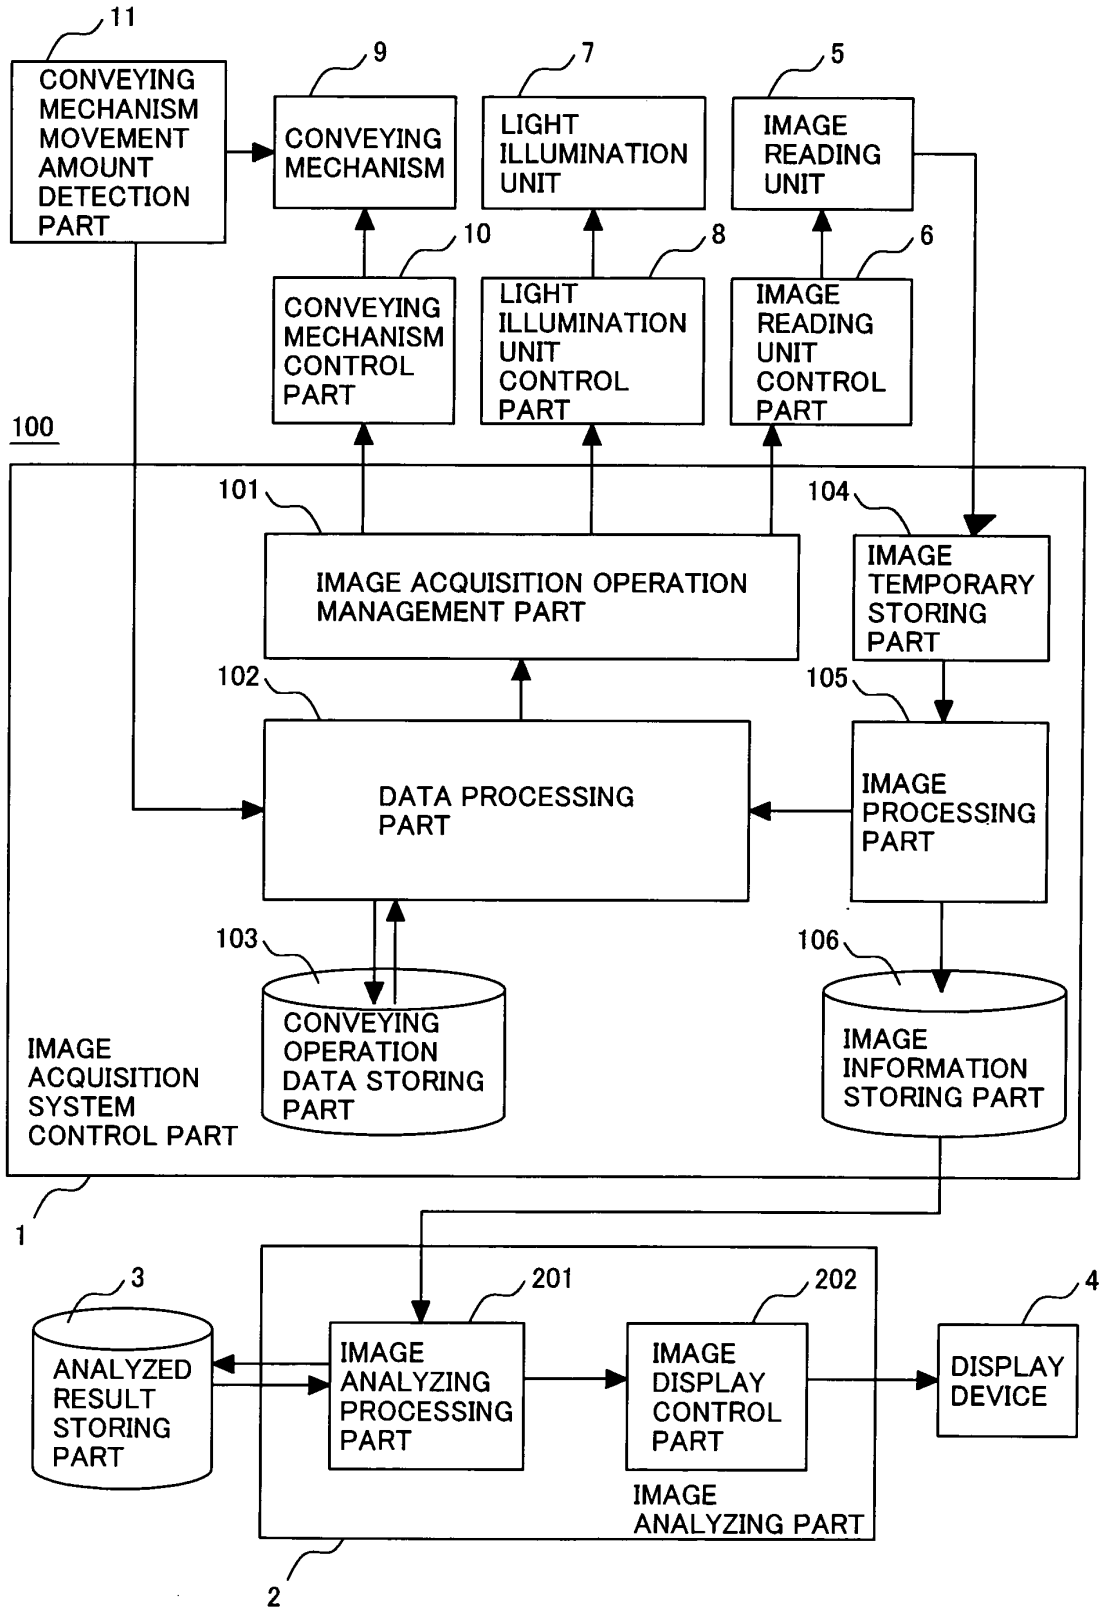 11
CONVEYING
MECHANISM
MOVEMENT
AMOUNT
DETECTION
PART
9
CONVEYING
MECHANISM
7
LIGHT
ILLUMINATION
UNIT
5
IMAGE
READING
UNIT
10
CONVEYING
MECHANISM
CONTROL
PART
8
LIGHT
ILLUMINATION
UNIT
CONTROL
PART
6
IMAGE
READING
UNIT
CONTROL
PART
100
101
IMAGE ACQUISITION OPERATION
MANAGEMENT PART
104
IMAGE
TEMPORARY
STORING
PART
102
DATA PROCESSING
PART
105
IMAGE
PROCESSING
PART
103
CONVEYING
OPERATION
DATA STORING
PART
106
IMAGE
INFORMATION
STORING PART
IMAGE
ACQUISITION
SYSTEM
CONTROL PART
1
3
ANALYZED
RESULT
STORING
PART
201
IMAGE
ANALYZING
PROCESSING
PART
202
IMAGE
DISPLAY
CONTROL
PART
4
DISPLAY
DEVICE
IMAGE
ANALYZING PART
2